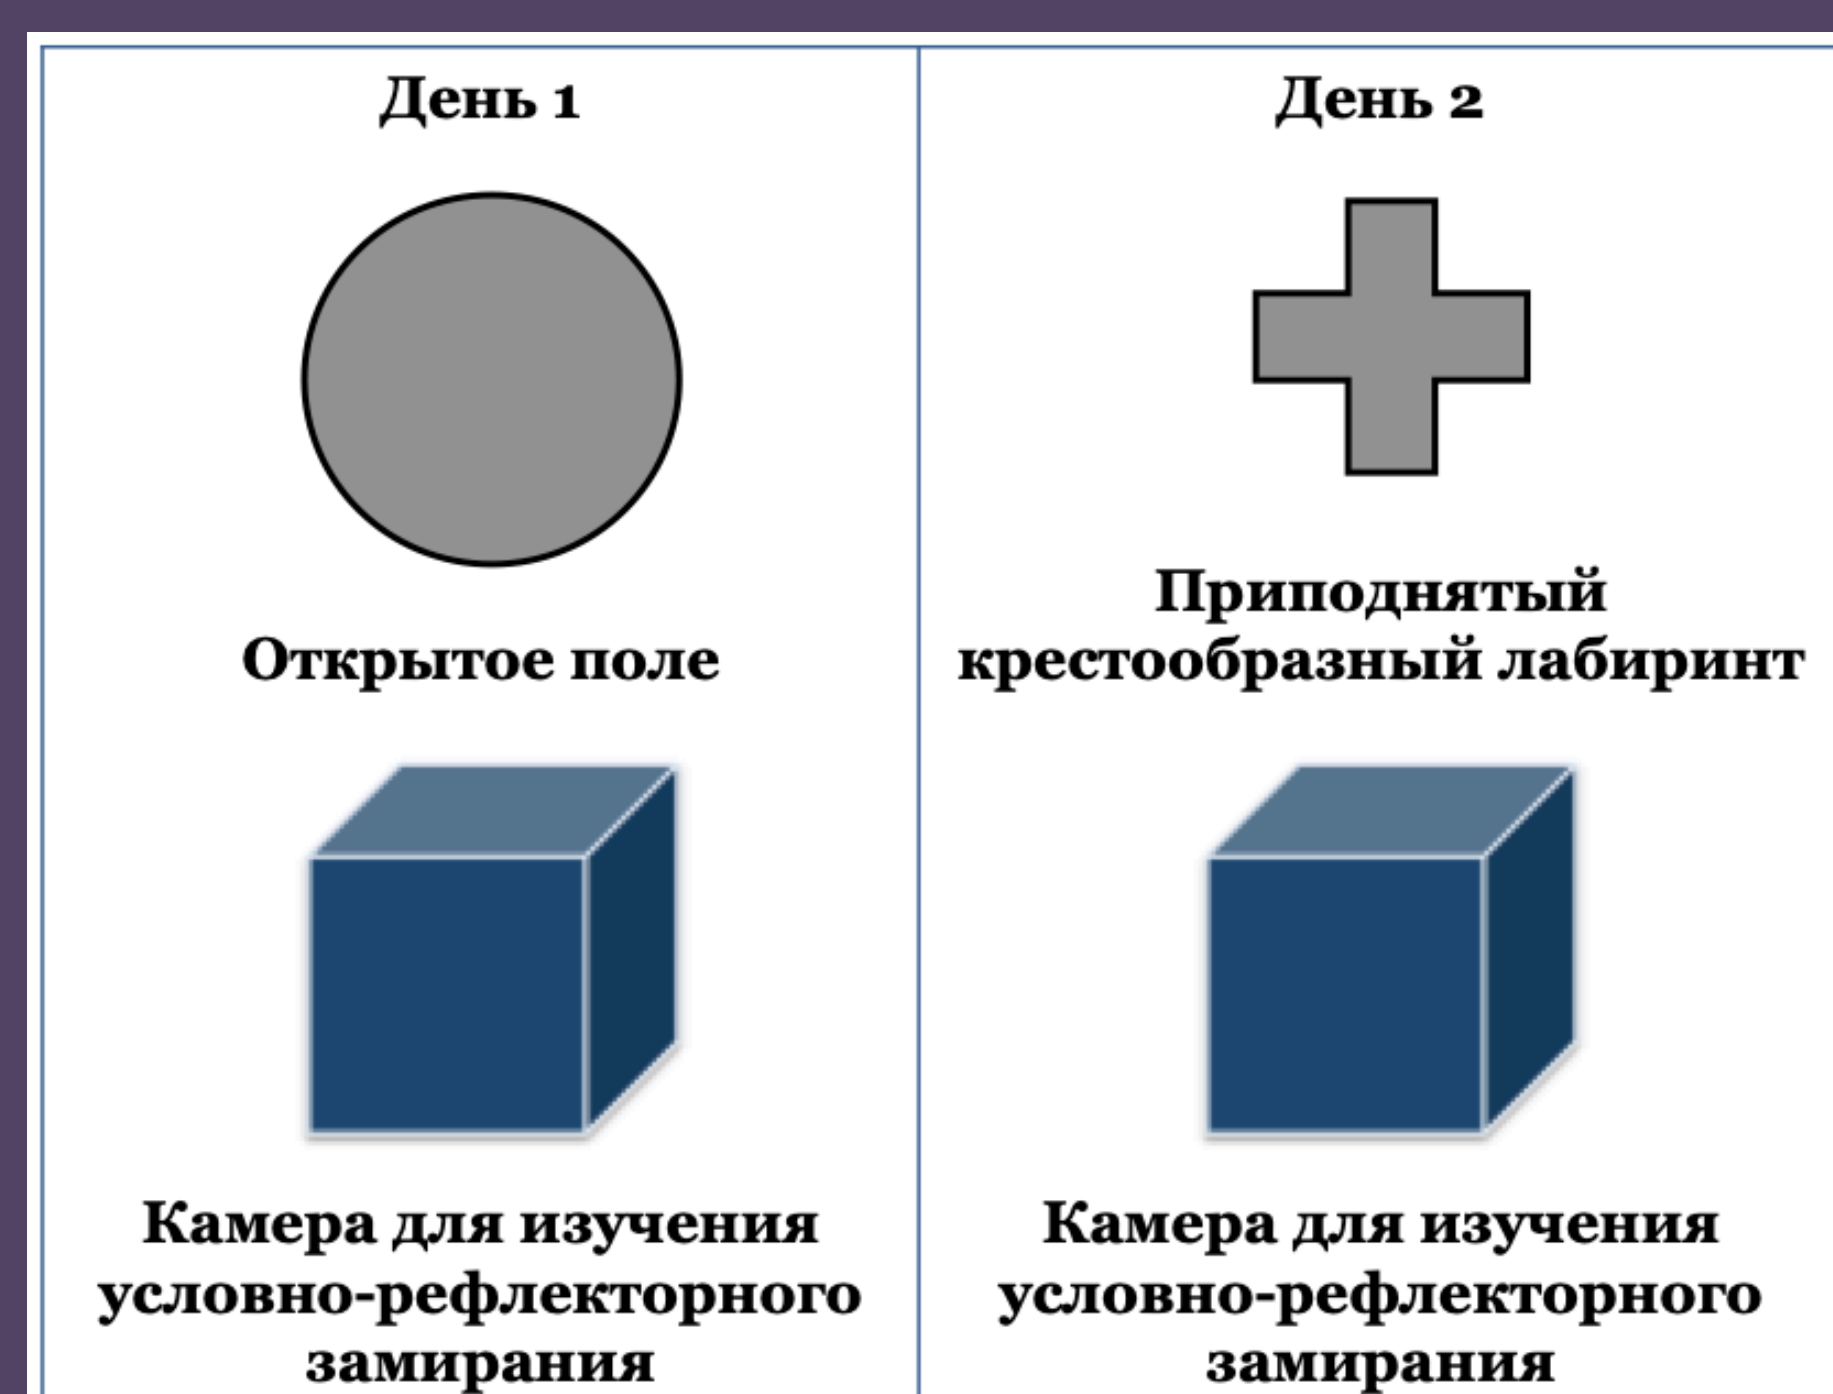 День 1
Открытое поле
Камера для изучения
условно-рефлекторного
замирания
День 2
Приподнятый
крестообразный лабиринт
Камера для изучения
условно-рефлекторного
замирания